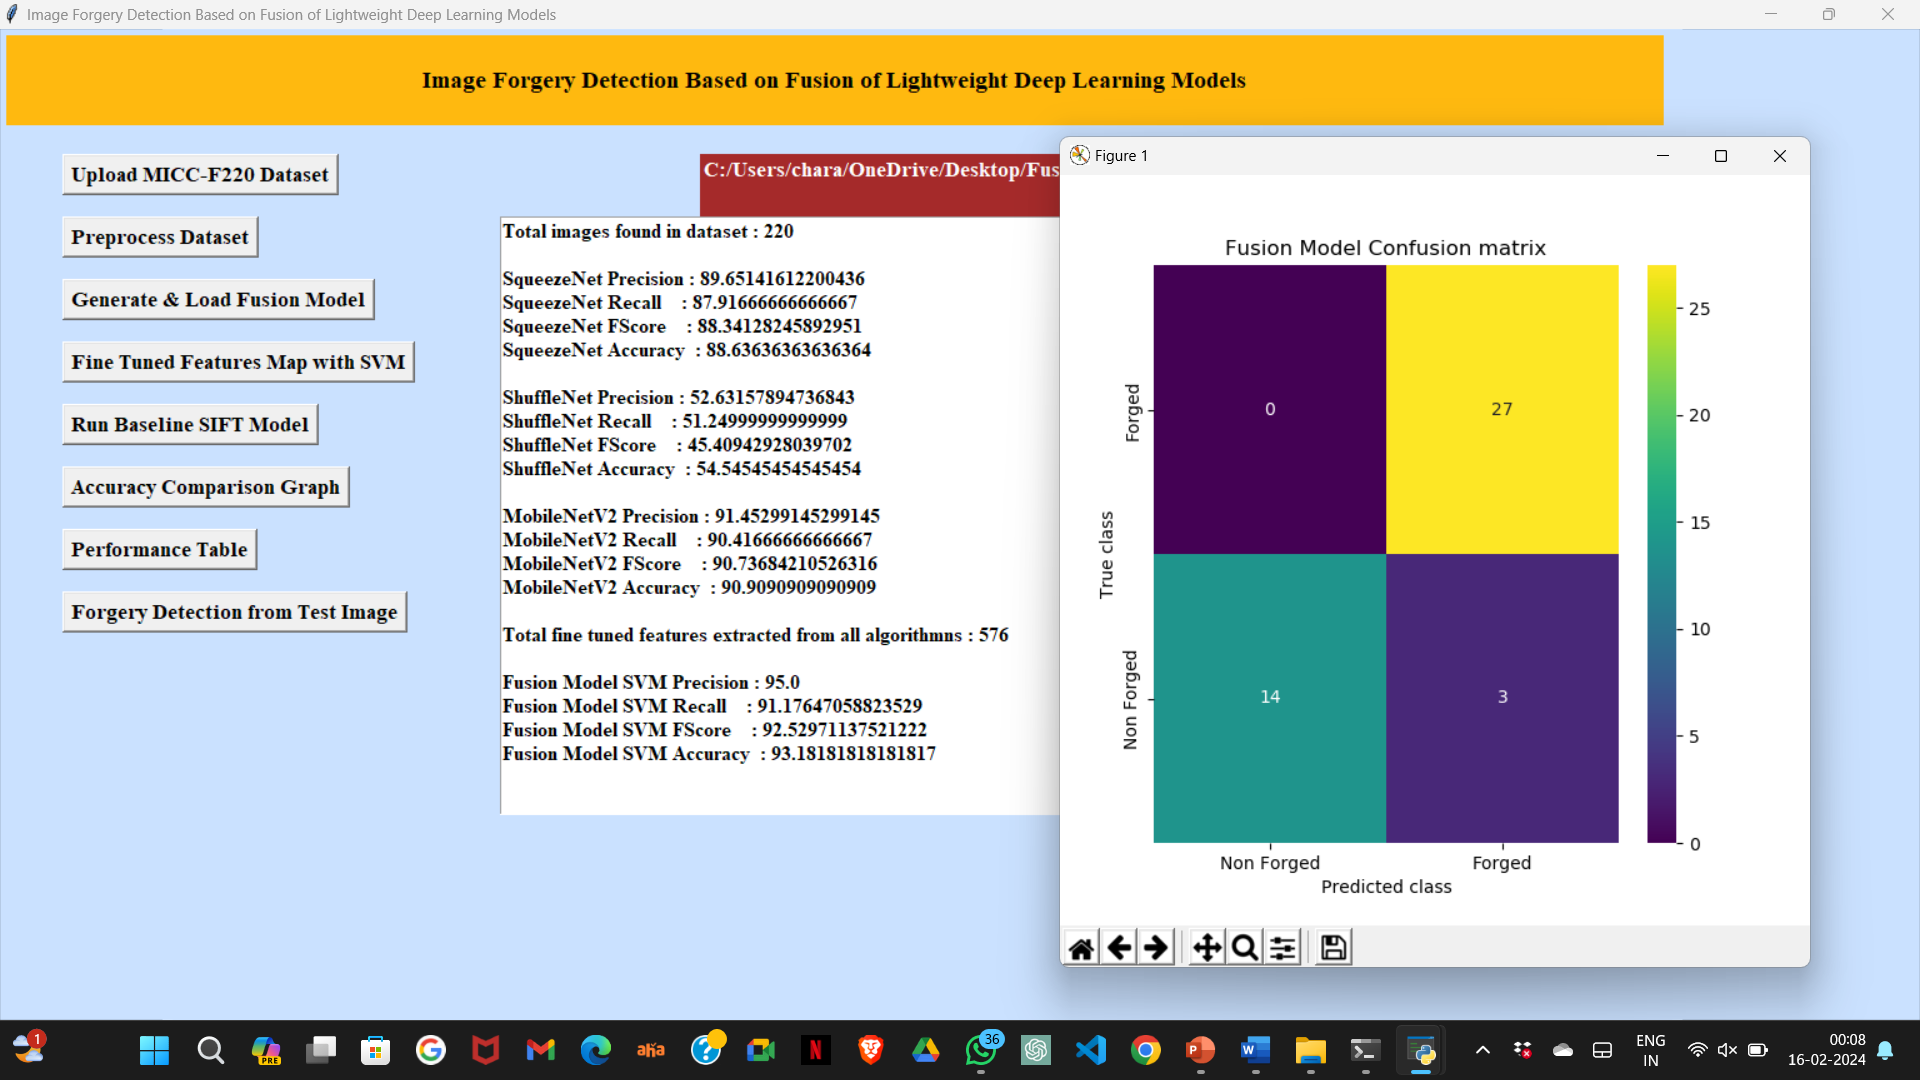 Image Forgery Detection Based on Fusion of Lightweight Deep Learning Models
Image Forgery Detection Based on Fusion of Lightweight Deep Learning Models
Upload MICC-F220 Dataset
Preprocess Dataset
Generate & Load Fusion Model
Fine Tuned Features Map with SVM
Run Baseline SIFT Model
Accuracy Comparison Graph
Performance Table
Forgery Detection from Test Image
C:/Users/chara/OneDrive/Desktop/Fus
Total images found in dataset : 220
SqueezeNet Precision : 89.65141612200436
SqueezeNet Recall : 87.91666666666667
SqueezeNet FScore : 88.34128245892951
SqueezeNet Accuracy : 88.63636363636364
ShuffleNet Precision : 52.63157894736843
ShuffleNet Recall : 51.24999999999999
ShuffleNet FScore : 45.40942928039702
ShuffleNet Accuracy : 54.54545454545454
MobileNetV2 Precision : 91.45299145299145
MobileNetV2 Recall : 90.41666666666667
MobileNetV2 FScore : 90.73684210526316
MobileNetV2 Accuracy : 90.9090909090909
Total fine tuned features extracted from all algorithmns : 576
Fusion Model SVM Precision : 95.0
Fusion Model SVM Recall : 91.17647058823529
Fusion Model SVM FScore : 92.52971137521222
Fusion Model SVM Accuracy : 93.18181818181817
Figure 1
Fusion Model Confusion matrix
True class
Forged
Non Forged
0
27
14
3
Non Forged
Forged
Predicted class
25
20
15
10
5
0
1
PRE
aha
36
ENG
IN
00:08
16-02-2024